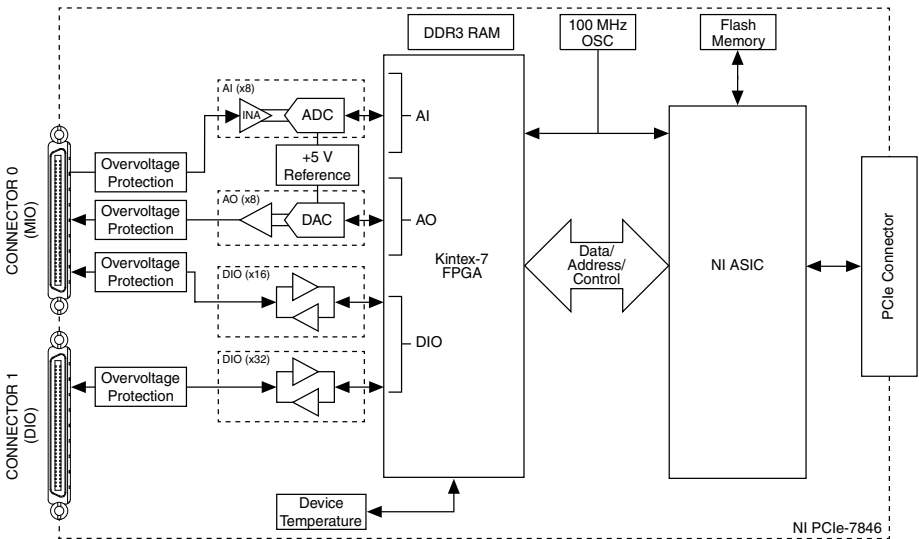 DDR3 RAM
100 MHz
OSC
Flash
Memory
AI (x8)
INA
ADC
AI
+5 V
Reference
CONNECTOR 0
(MIO)
Overvoltage
Protection
AO (x8)
DAC
AO
Overvoltage
Protection
Kintex-7
FPGA
Data/
Address/
Control
NI ASIC
PCIe Connector
Overvoltage
Protection
DIO (x16)
DIO
CONNECTOR 1
(DIO)
Overvoltage
Protection
DIO (x32)
Device
Temperature
NI PCIe-7846